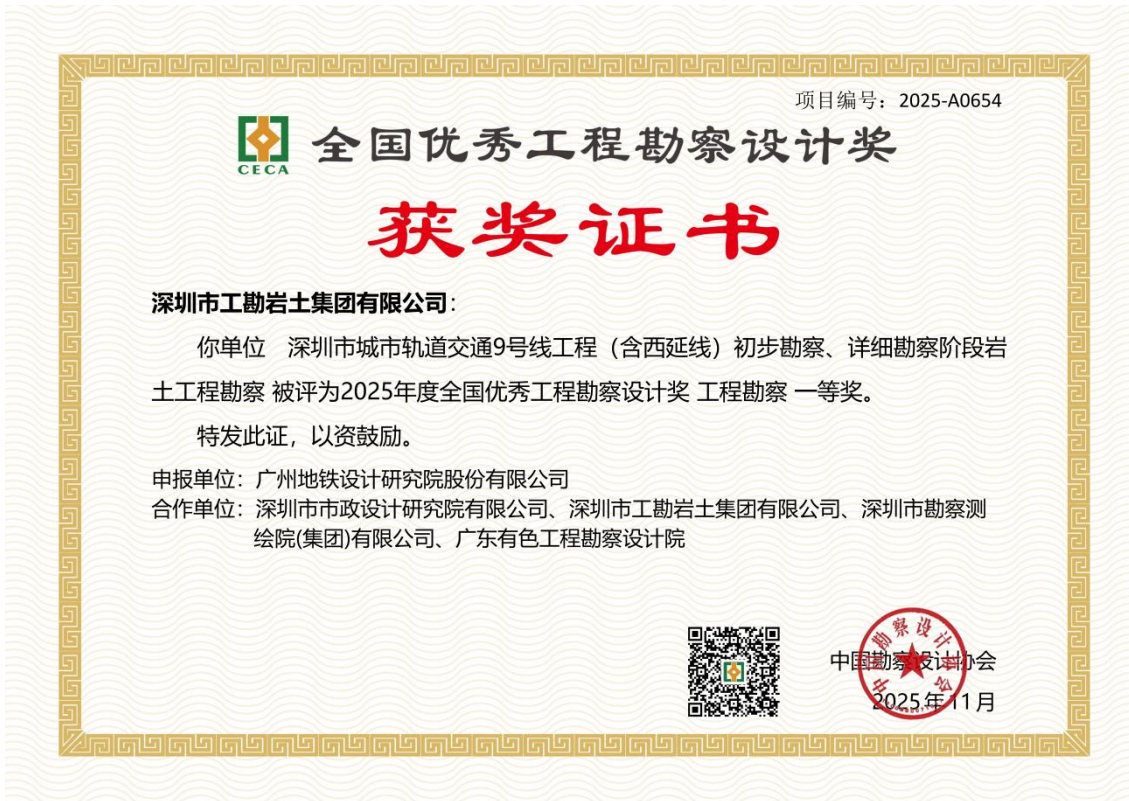 项目编号：2025-A0654
CECA
全国优秀工程勘察设计奖
获奖证书
深圳市工勘岩土集团有限公司：
你单位 深圳市城市轨道交通9号线工程（含西延线）初步勘察、详细勘察阶段岩
土工程勘察 被评为2025年度全国优秀工程勘察设计奖 工程勘察 一等奖。
特发此证，以资鼓励。
申报单位：广州地铁设计研究院股份有限公司
合作单位：深圳市市政设计研究院有限公司、深圳市工勘岩土集团有限公司、深圳市勘察测
绘院(集团)有限公司、广东有色工程勘察设计院
中国勘察设计协会
中国勘察设计协会
2025年11月